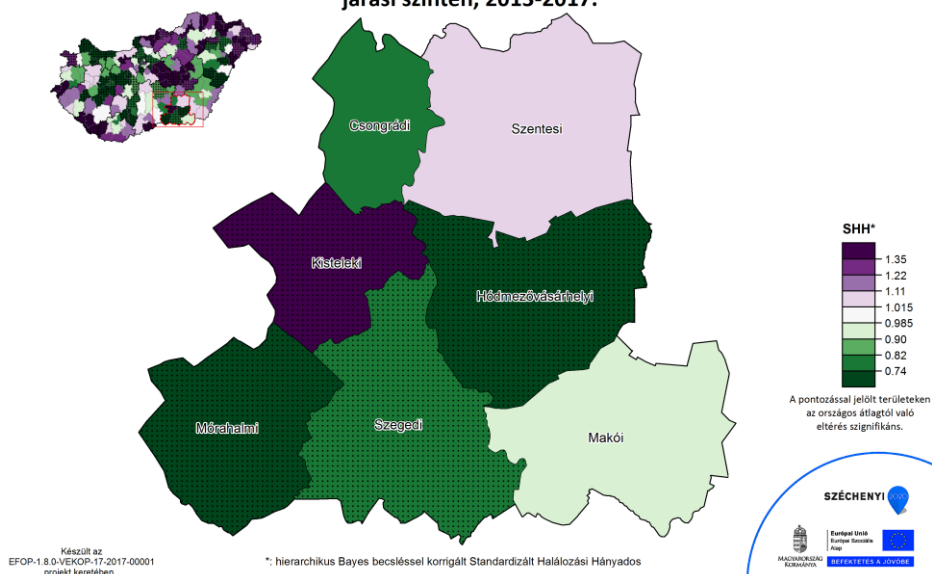 járási szinten, 2015-2017.
Csongrádi
Szentesi
Kisteleki
Hódmezővásárhelyi
Mórahalmi
Szegedi
Makói
SHH*
1.35
1.22
1.11
1.015
0.985
0.90
0.82
0.74
A pontozással jelölt területeken
az országos átlagtól való
eltérés szignifikáns.
SZÉCHENYI 2020
MAGYARORSZÁG
KORMÁNYA
Európai Unió
Európai Szociális
Alap
BEFEKTETÉS A JÖVŐBE
Készült az
EFOP-1.8.0-VEKOP-17-2017-00001
projekt keretében
*: hierarchikus Bayes becsléssel korrigált Standardizált Halálozási Hányados